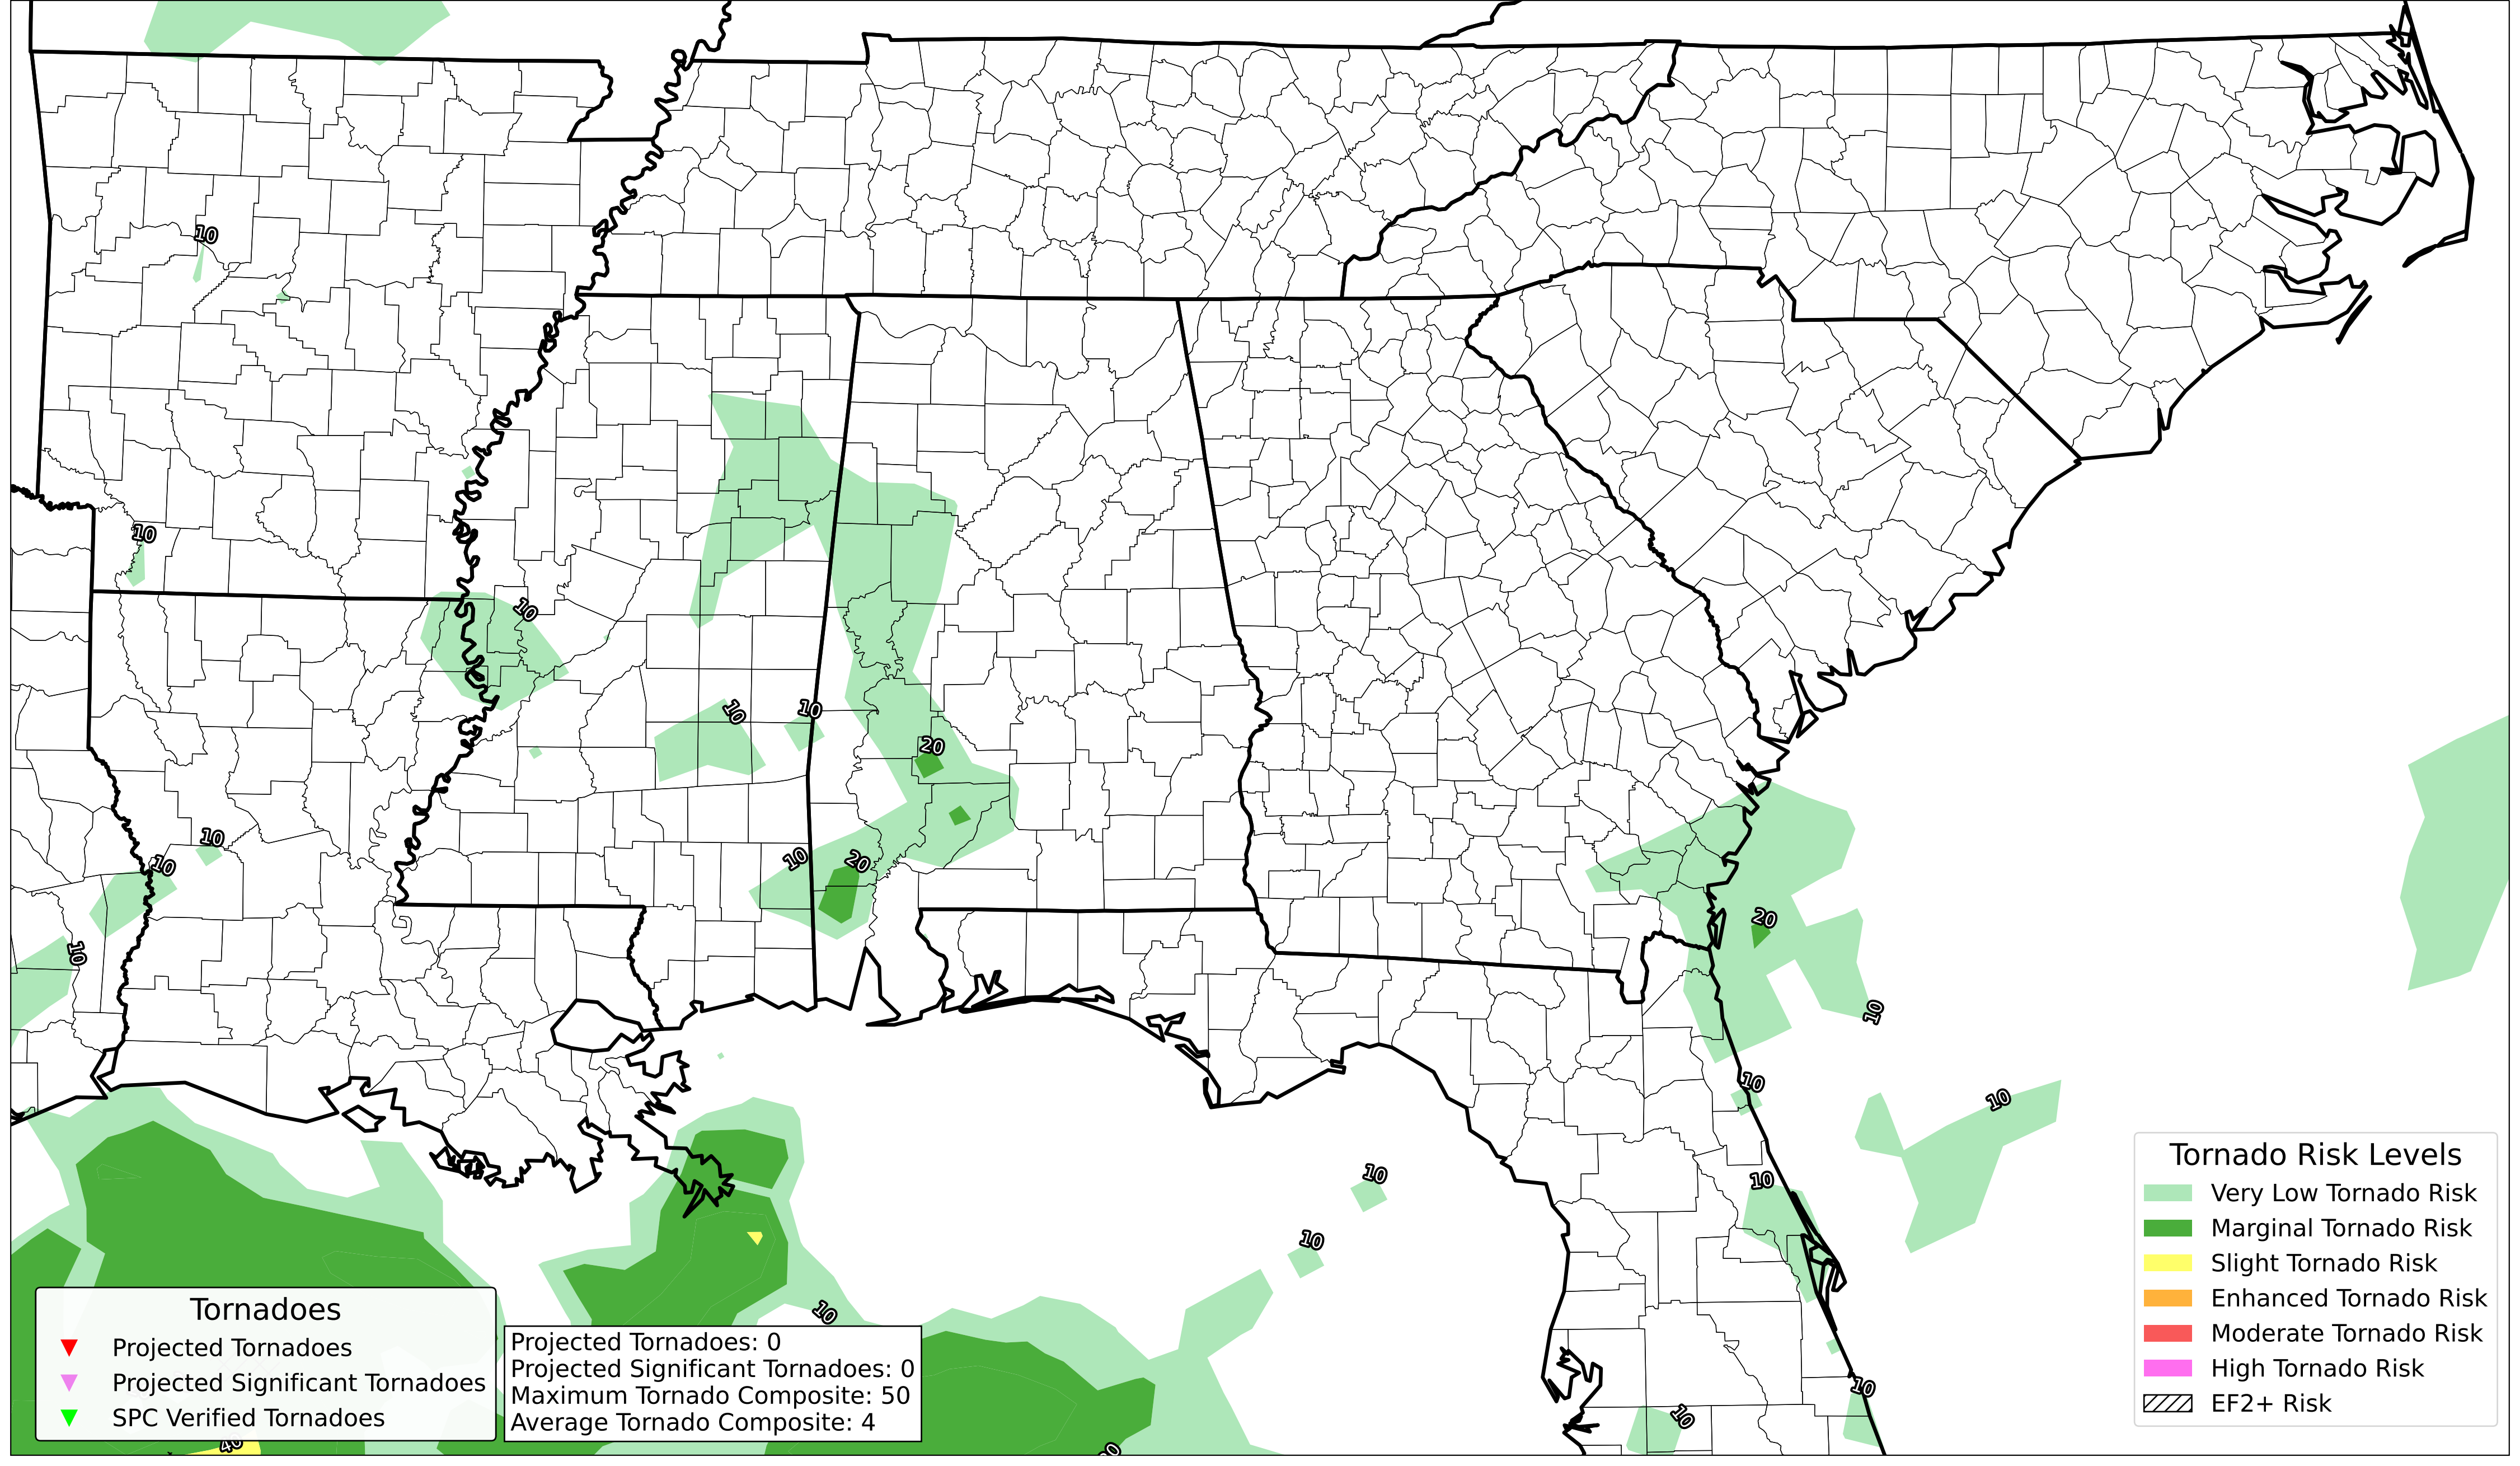 10
10
10
10
10
20
10
10
10
20
20
10
10
10
10
10
10
10
10
10
10
10
40
Tornadoes
Projected Tornadoes
Projected Significant Tornadoes
SPC Verified Tornadoes
Projected Tornadoes: 0
Projected Significant Tornadoes: 0
Maximum Tornado Composite: 50
Average Tornado Composite: 4
Tornado Risk Levels
Very Low Tornado Risk
Marginal Tornado Risk
Slight Tornado Risk
Enhanced Tornado Risk
Moderate Tornado Risk
High Tornado Risk
EF2+ Risk